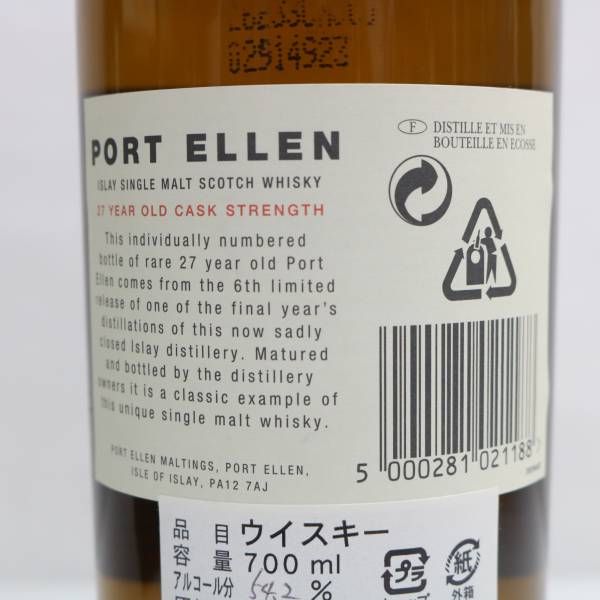 02914923
PORT ELLEN
ISLAY SINGLE MALT SCOTCH WHISKY
27 YEAR OLD CASK STRENGTH
This individually numbered
bottle of rare 27 year old Port
Ellen comes from the 6th limited
release of one of the final year's
distillations of this now sadly
closed Islay distillery. Matured
and bottled by the distillery
owners it is a classic example of
this unique single malt whisky.
PORT ELLEN MALTINGS, PORT ELLEN,
ISLE OF ISLAY, PA12 7AJ
F DISTILLE ET MIS EN
BOUTEILLE EN ECOSSE
5 000281 021188 >
品目 ウイスキー
容量 700 ml
アルコール分 54.2 %
プラ
紙
外箱